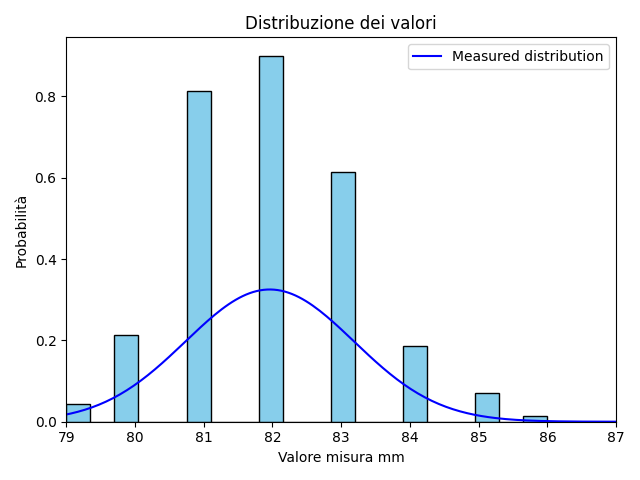 Distribuzione dei valori
Measured distribution
Probabilità
0.8
0.6
0.4
0.2
0.0
79 80 81 82 83 84 85 86 87
Valore misura mm